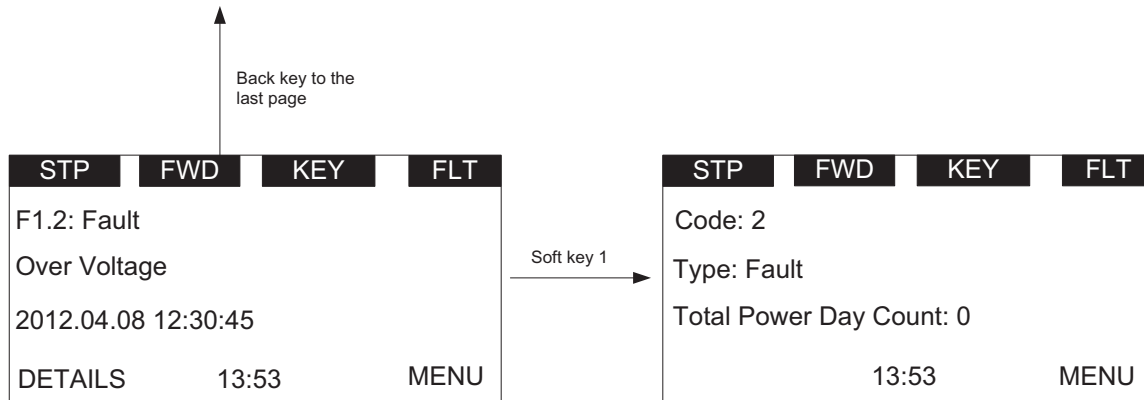 Back key to the
last page
STP FWD KEY FLT
F1.2: Fault
Over Voltage
2012.04.08 12:30:45
DETAILS 13:53 MENU
Soft key 1
STP FWD KEY FLT
Code: 2
Type: Fault
Total Power Day Count: 0
13:53 MENU